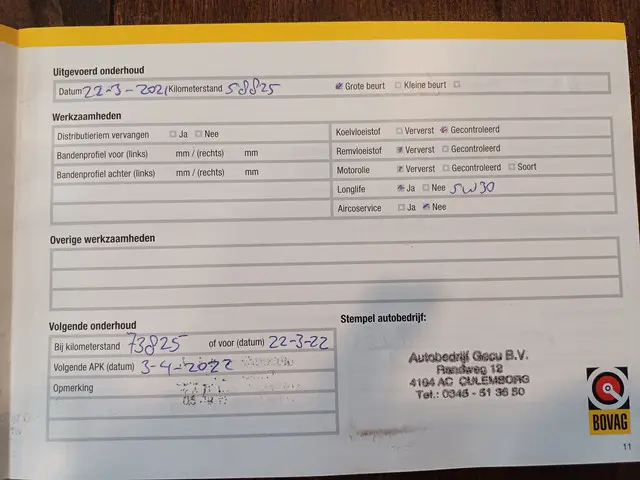 Uitgevoerd onderhoud
Datum 22-3-2021 Kilometerstand 58825 Grote beurt Kleine beurt
Werkzaamheden
Distributieriem vervangen Ja Nee
Bandenprofiel voor (links) mm / (rechts) mm
Bandenprofiel achter (links) mm / (rechts) mm
Koelvloeistof Ververst Gecontroleerd
Remvloeistof Ververst Gecontroleerd
Motorolie Ververst Gecontroleerd Soort
Longlife Ja Nee 5W30
Aircoservice Ja Nee
Overige werkzaamheden
Volgende onderhoud
Bij kilometerstand 73825 of voor (datum) 22-3-22
Volgende APK (datum) 3-4-2022
Opmerking
Stempel autobedrijf:
Autobedrijf Gecu B.V.
Randweg 12
4104 AC CULEMBORG
Tel.: 0345 - 51 36 50
BOVAG
11